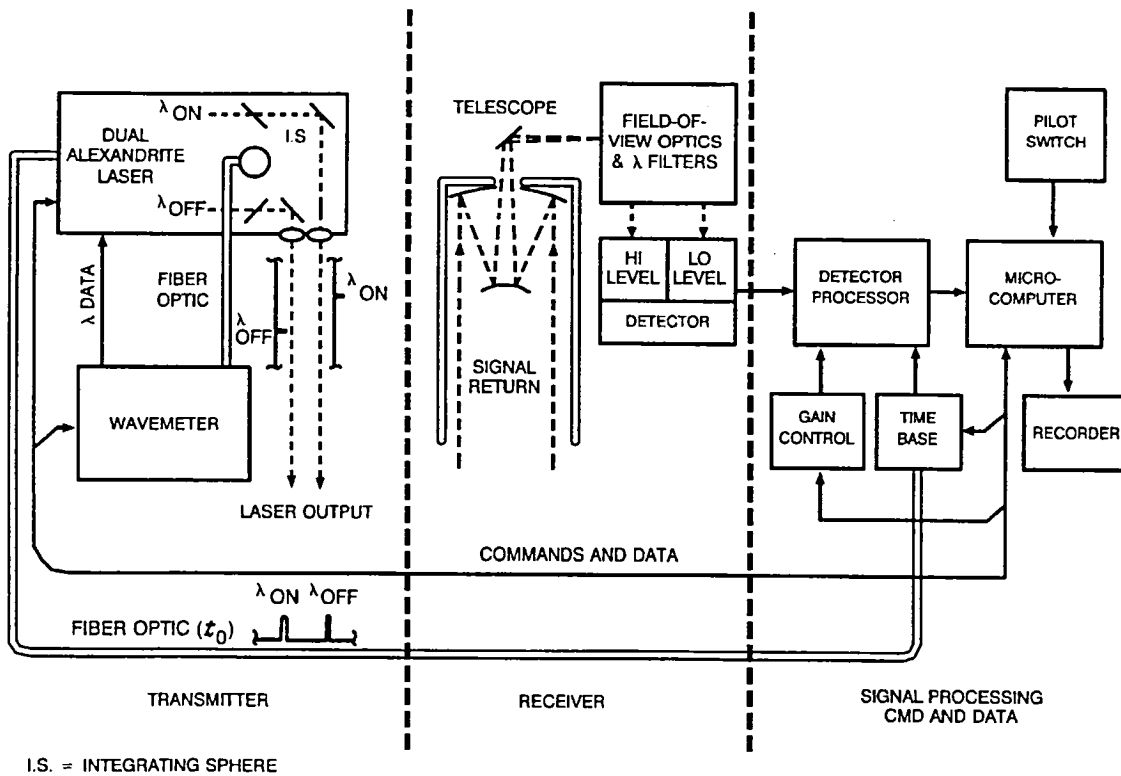 λ ON
I.S
DUAL
ALEXANDRITE
LASER
λ OFF
λ DATA
FIBER
OPTIC
λ OFF
λ ON
WAVEMETER
LASER OUTPUT
TELESCOPE
FIELD-OF-
VIEW OPTICS
& λ FILTERS
HI
LEVEL
LO
LEVEL
DETECTOR
SIGNAL
RETURN
PILOT
SWITCH
DETECTOR
PROCESSOR
MICRO-
COMPUTER
GAIN
CONTROL
TIME
BASE
RECORDER
COMMANDS AND DATA
λ ON λ OFF
FIBER OPTIC (t₀)
TRANSMITTER
RECEIVER
SIGNAL PROCESSING
CMD AND DATA
I.S. = INTEGRATING SPHERE